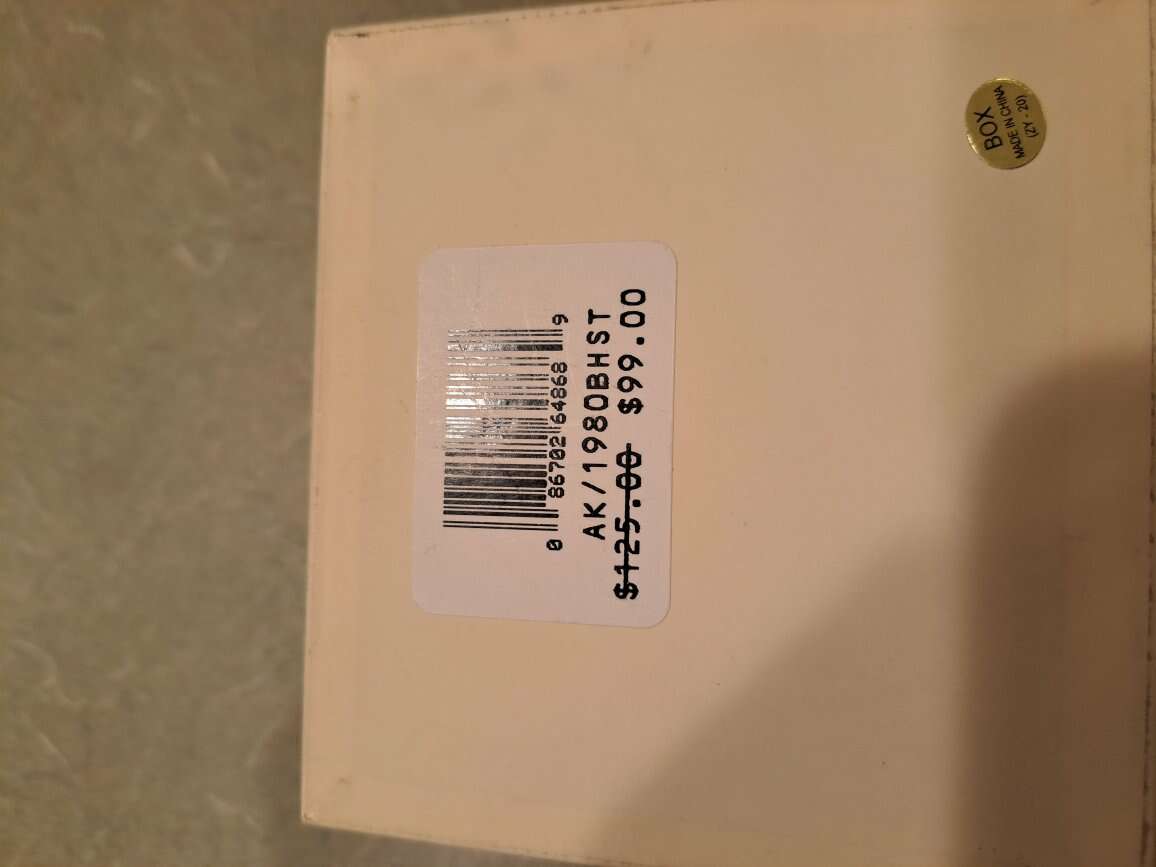 0 86702 64868 9
AK/1980BHST
$125.00 $99.00
BOX
MADE IN CHINA
(ZY - 20)